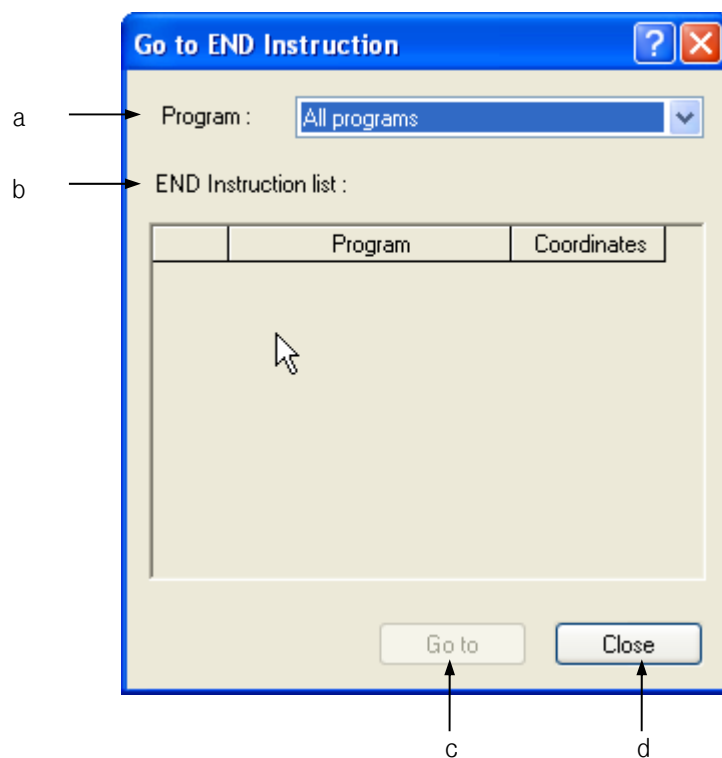 Go to END Instruction
a Program : All programs
b END Instruction list :
Program Coordinates
Go to Close
c d